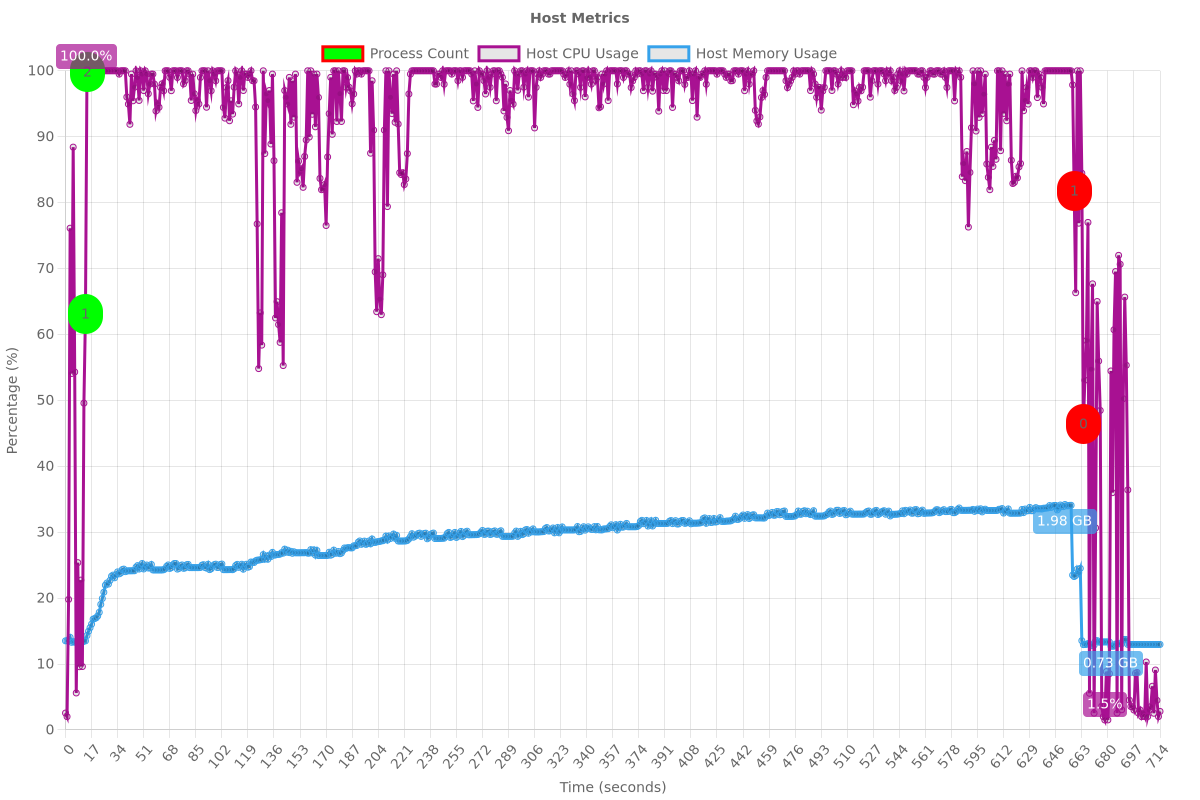 Host Metrics
Process Count Host CPU Usage Host Memory Usage
100.0%
2
100
90
80
1
70
1
60
50
0
40
30
1.98 GB
20
10
0.73 GB
1.5%
0
Percentage (%)
0 17 34 51 68 85 102 119 136 153 170 187 204 221 238 255 272 289 306 323 340 357 374 391 408 425 442 459 476 493 510 527 544 561 578 595 612 629 646 663 680 697 714
Time (seconds)